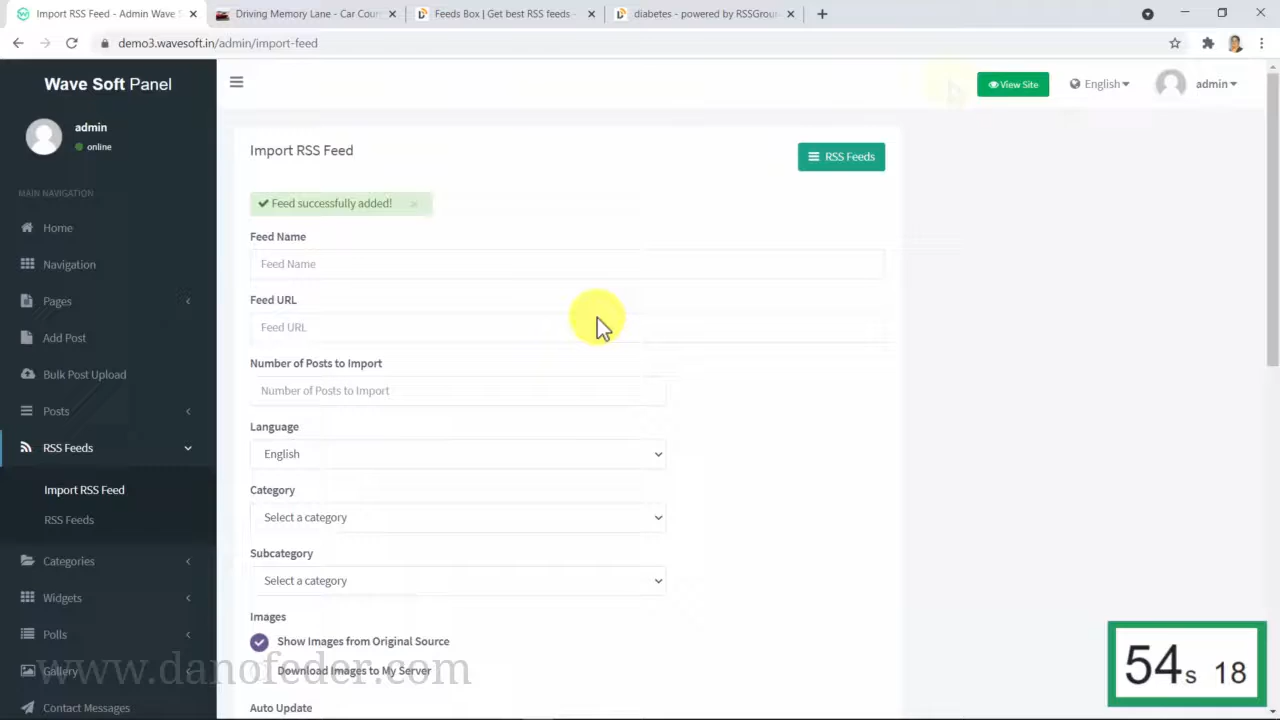 Import RSS Feed - Admin Wave S
Driving Memory Lane - Car Cour
Feeds Board: best RSS feed
diabetes - powered by RSSGrou
demo3.wavesoft.in/admin/import-feed
Wave Soft Panel
View Site
English
admin
admin
online
Import RSS Feed
RSS Feeds
MAIN NAVIGATION
Feed successfully added!
Home
Feed Name
Feed Name
Navigation
Feed URL
Pages
Feed URL
Add Post
Number of Posts to Import
Bulk Post Upload
Number of Posts to Import
Posts
Language
RSS Feeds
English
Import RSS Feed
Category
RSS Feeds
Select a category
Categories
Subcategory
Widgets
Select a category
Polls
Images
Gallery
Show Images from Original Source
Download Images to My Server
www.danofeder.com
54s 18
Contact Messages
Auto Update